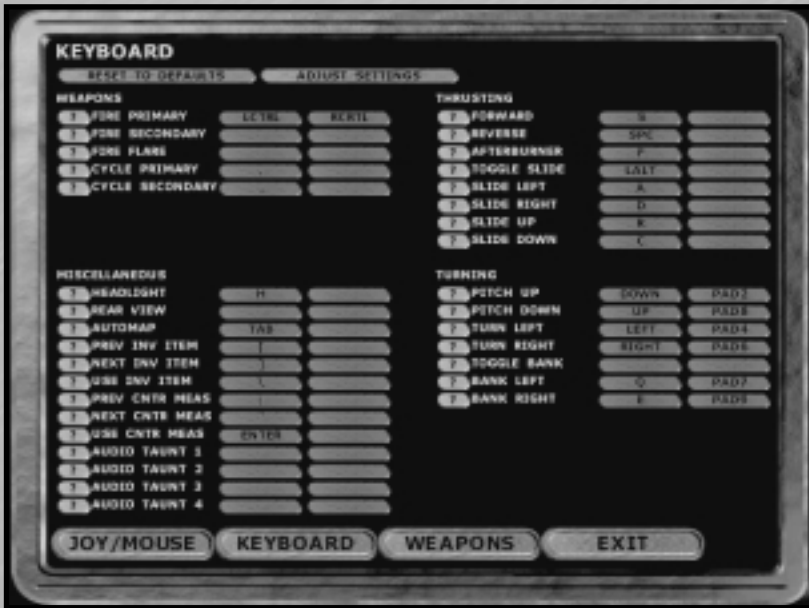 KEYBOARD
RESET TO DEFAULTS ADJUST SETTINGS
WEAPONS
? FIRE PRIMARY LCTRL RCRTL
? FIRE SECONDARY
? FIRE FLARE
? CYCLE PRIMARY
? CYCLE SECONDARY
THRUSTING
? FORWARD
? REVERSE SPC
? AFTERBURNER F
? TOGGLE SLIDE LALT
? SLIDE LEFT A
? SLIDE RIGHT D
? SLIDE UP R
? SLIDE DOWN C
MISCELLANEOUS
? HEADLIGHT H
? REAR VIEW
? AUTOMAP TAB
? PREV INV ITEM [
? NEXT INV ITEM ]
? USE INV ITEM \
? PREV CNTR MEAS
? NEXT CNTR MEAS
? USE CNTR MEAS ENTER
? AUDIO TAUNT 1
? AUDIO TAUNT 2
? AUDIO TAUNT 3
? AUDIO TAUNT 4
TURNING
? PITCH UP DOWN PAD2
? PITCH DOWN UP PAD8
? TURN LEFT LEFT PAD4
? TURN RIGHT RIGHT PAD6
? TOGGLE BANK
? BANK LEFT Q PAD7
? BANK RIGHT E PAD9
JOY/MOUSE KEYBOARD WEAPONS EXIT